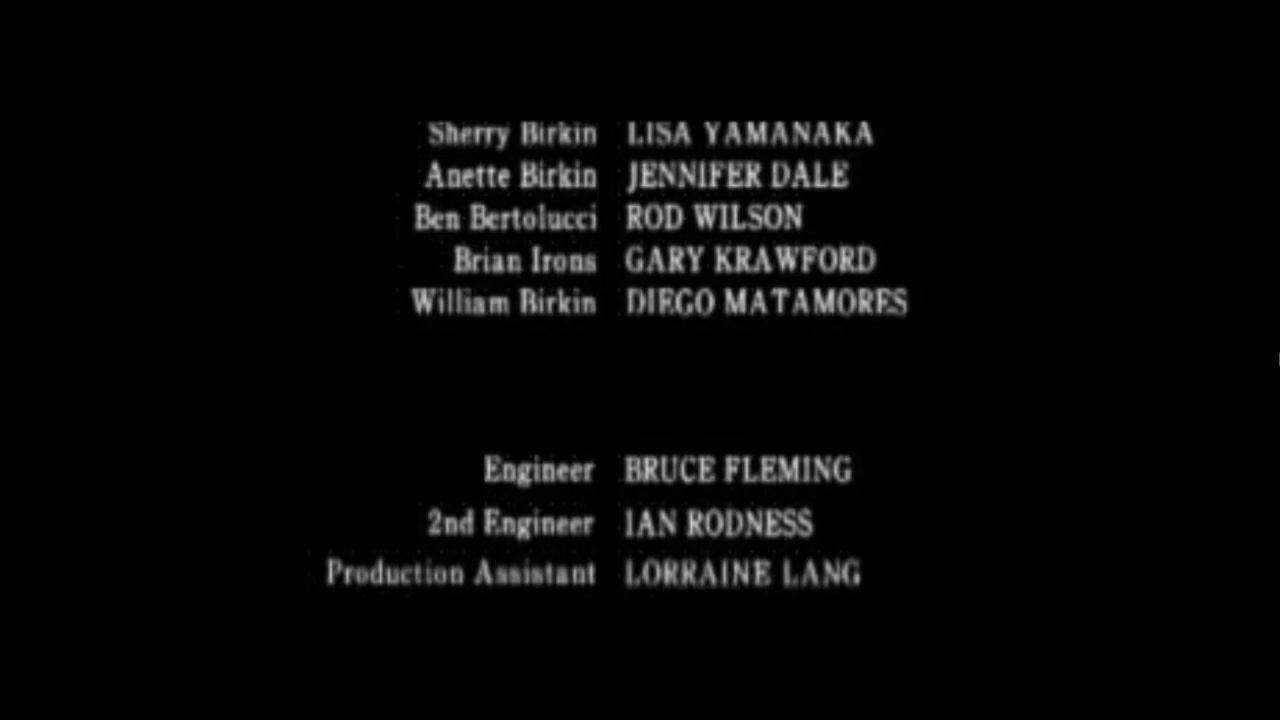 Sherry Birkin LISA YAMANAKA
Anette Birkin JENNIFER DALE
Ben Bertolucci ROD WILSON
Brian Irons GARY KRAWFORD
William Birkin DIEGO MATAMORES
Engineer BRUCE FLEMING
2nd Engineer IAN RODNESS
Production Assistant LORRAINE LANG